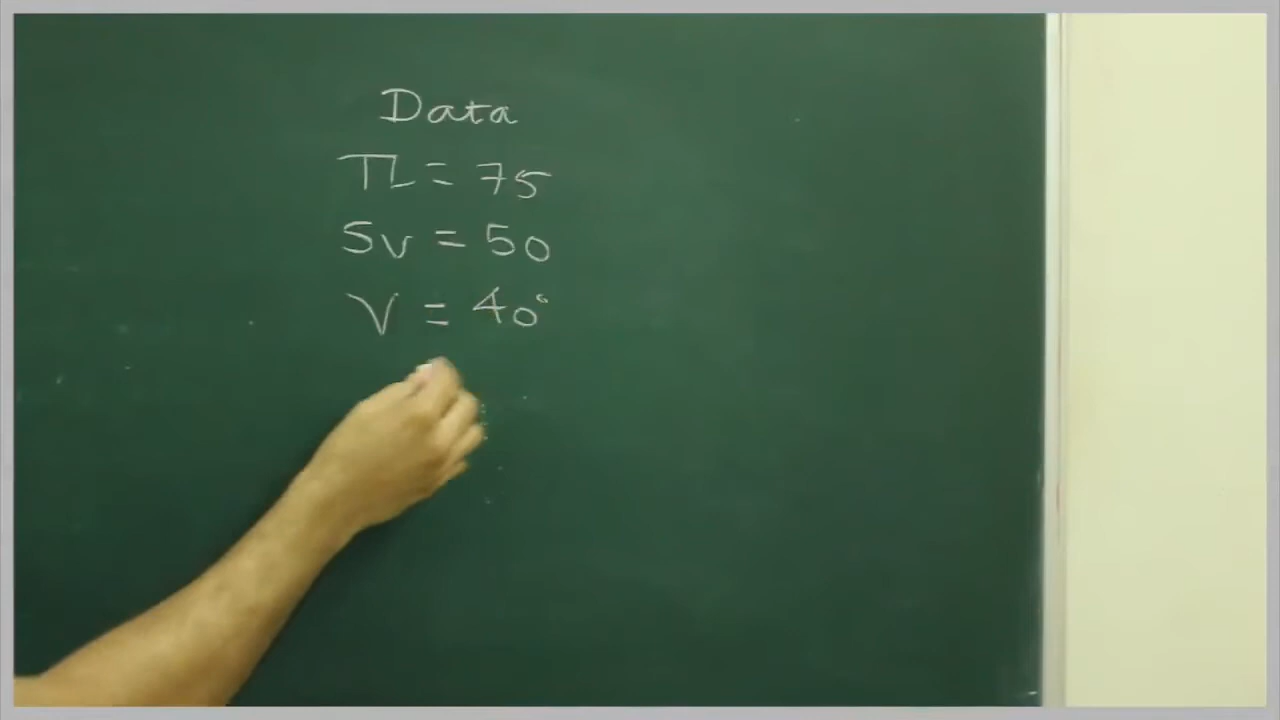 Data
TL = 75
SV = 50
V = 40°